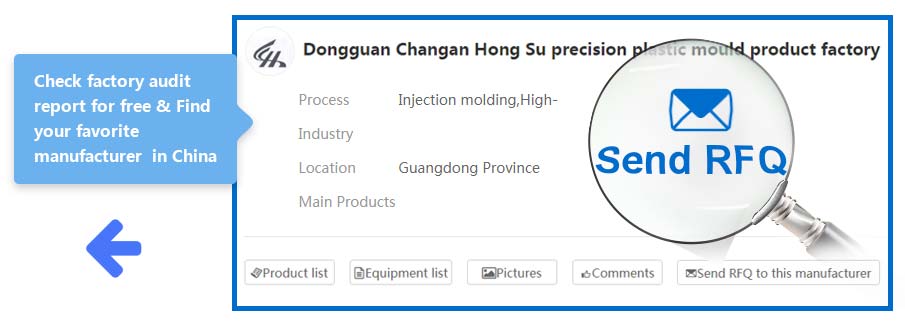 Check factory audit
report for free & Find
your favorite
manufacturer in China
Dongguan Changan Hong Su precision plastic mould product factory
Process Injection molding,High-
Industry
Location Guangdong Province
Main Products
Send RFQ
Product list Equipment list Pictures Comments Send RFQ to this manufacturer